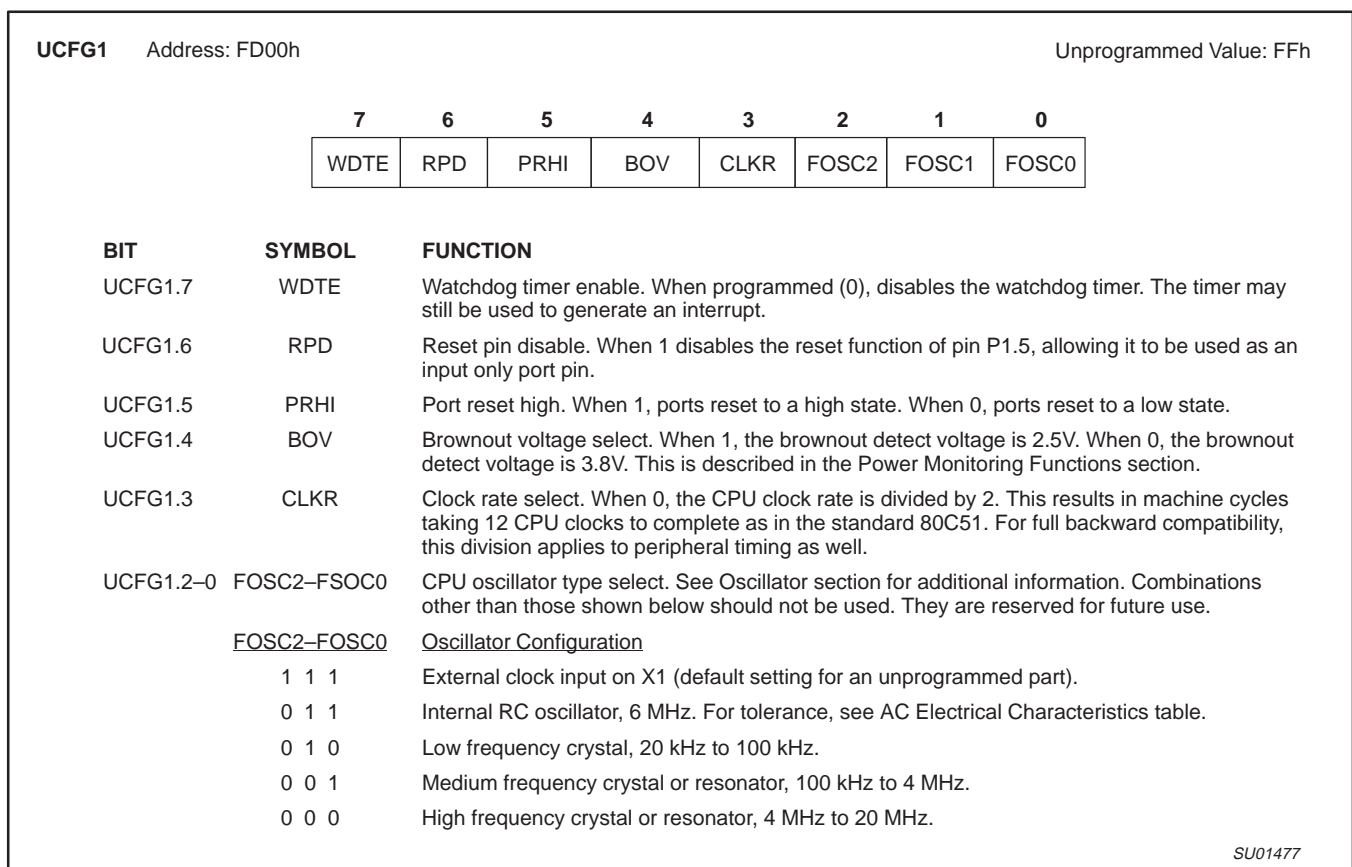 UCFG1 Address: FD00h Unprogrammed Value: FFh
7 6 5 4 3 2 1 0
WDTE RPD PRHI BOV CLKR FOSC2 FOSC1 FOSC0
BIT SYMBOL FUNCTION
UCFG1.7 WDTE Watchdog timer enable. When programmed (0), disables the watchdog timer. The timer may
still be used to generate an interrupt.
UCFG1.6 RPD Reset pin disable. When 1 disables the reset function of pin P1.5, allowing it to be used as an
input only port pin.
UCFG1.5 PRHI Port reset high. When 1, ports reset to a high state. When 0, ports reset to a low state.
UCFG1.4 BOV Brownout voltage select. When 1, the brownout detect voltage is 2.5V. When 0, the brownout
detect voltage is 3.8V. This is described in the Power Monitoring Functions section.
UCFG1.3 CLKR Clock rate select. When 0, the CPU clock rate is divided by 2. This results in machine cycles
taking 12 CPU clocks to complete as in the standard 80C51. For full backward compatibility,
this division applies to peripheral timing as well.
UCFG1.2–0 FOSC2–FSOC0 CPU oscillator type select. See Oscillator section for additional information. Combinations
other than those shown below should not be used. They are reserved for future use.
FOSC2–FOSC0 Oscillator Configuration
1 1 1 External clock input on X1 (default setting for an unprogrammed part).
0 1 1 Internal RC oscillator, 6 MHz. For tolerance, see AC Electrical Characteristics table.
0 1 0 Low frequency crystal, 20 kHz to 100 kHz.
0 0 1 Medium frequency crystal or resonator, 100 kHz to 4 MHz.
0 0 0 High frequency crystal or resonator, 4 MHz to 20 MHz.
SU01477